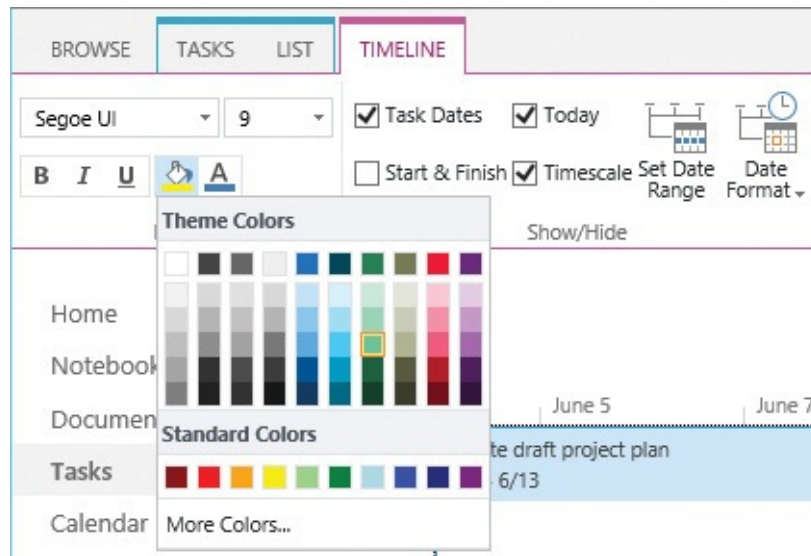 BROWSE TASKS LIST TIMELINE
Segoe UI 9
Task Dates Today
B I U A
Start & Finish Timescale
Set Date Range
Date Format
Show/Hide
Theme Colors
Standard Colors
More Colors...
Home
Notebook
Documen
Tasks
Calendar
June 5 June 7
te draft project plan
6/13